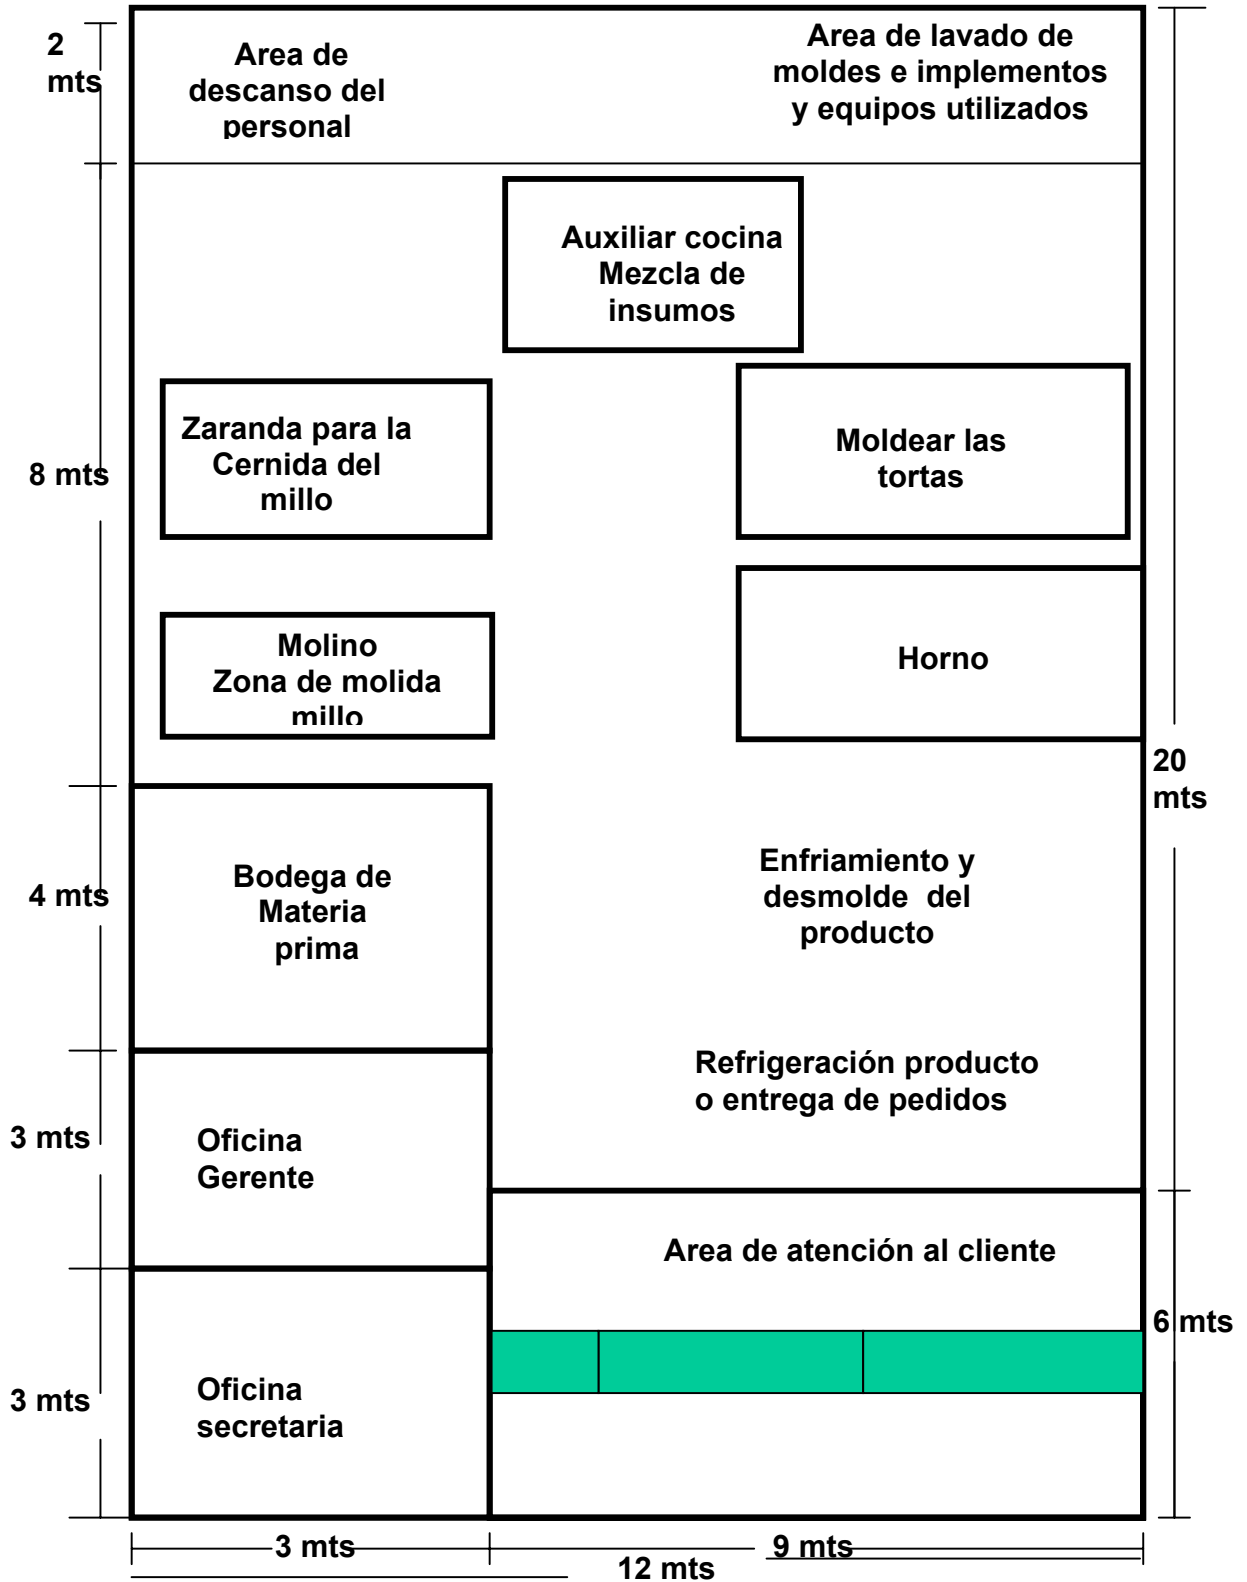 2
mts
Area de
descanso del
personal
Area de lavado de
moldes e implementos
y equipos utilizados
Auxiliar cocina
Mezcla de
insumos
Zaranda para la
Cernida del
millo
Moldear las
tortas
8 mts
Molino
Zona de molida
millo
Horno
20
mts
4 mts
Bodega de
Materia
prima
Enfriamiento y
desmolde del
producto
Refrigeración producto
o entrega de pedidos
3 mts
Oficina
Gerente
Area de atención al cliente
6 mts
3 mts
Oficina
secretaria
3 mts
9 mts
12 mts